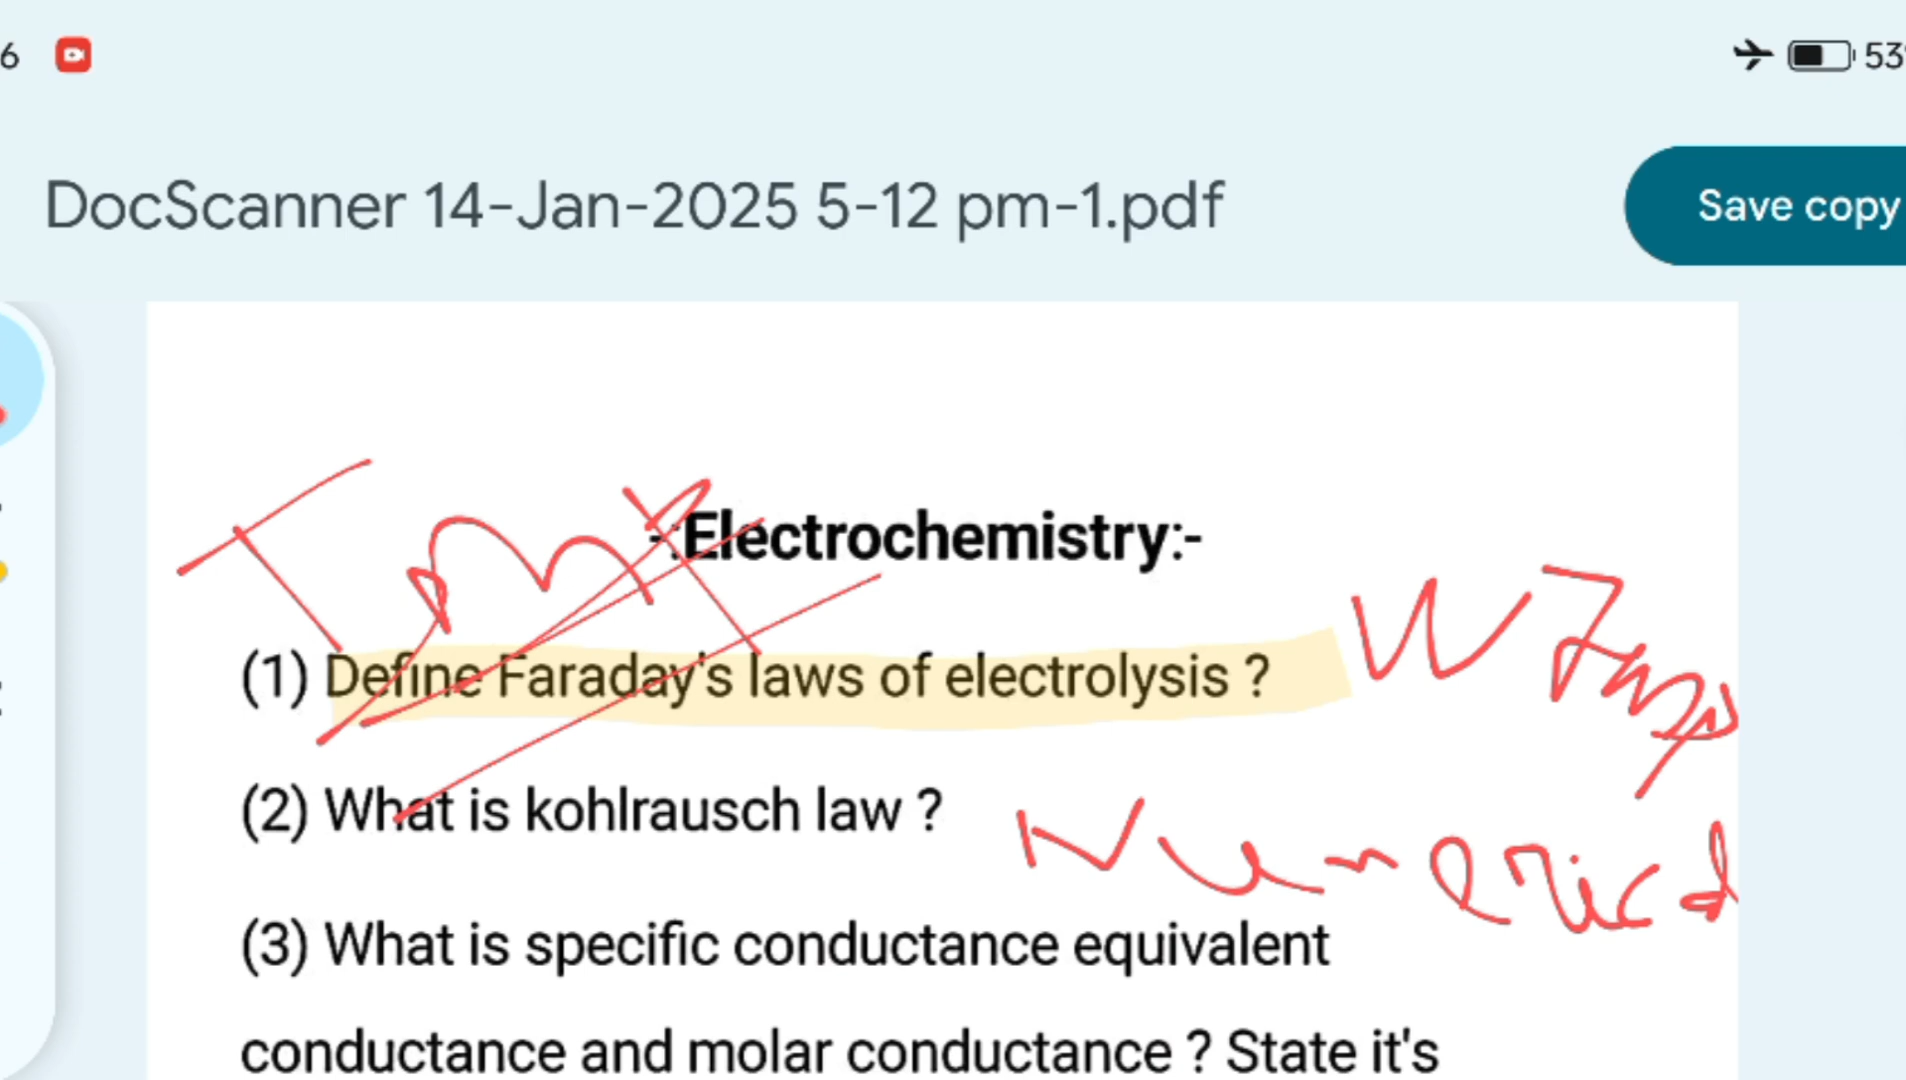 6 53
DocScanner 14-Jan-2025 5-12 pm-1.pdf Save copy
Imp
-:Electrochemistry:-
(1) Define Faraday's laws of electrolysis ?
(2) What is kohlrausch law ?
Numerical
(3) What is specific conductance equivalent
conductance and molar conductance ? State it's